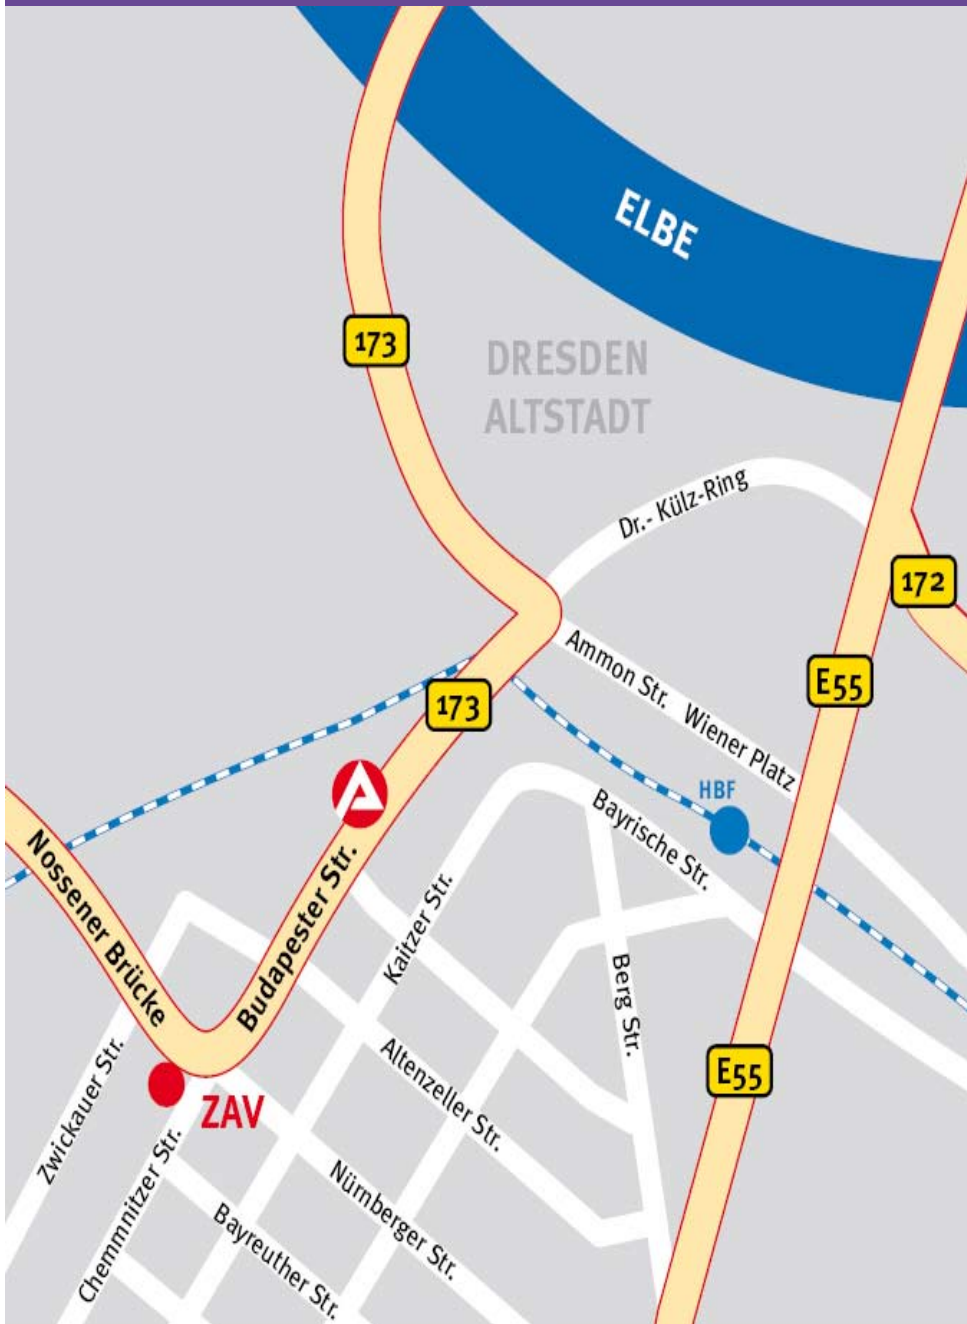 ELBE
173
DRESDEN
ALTSTADT
Dr.- Külz-Ring
172
Ammon Str.
Wiener Platz
E55
173
HBF
Bayrische Str.
Nossener Brücke
Budapester Str.
Kaitzer Str.
Berg Str.
Zwickauer Str.
Altenzeller Str.
E55
ZAV
Chemmnitzer Str.
Nürnberger Str.
Bayreuther Str.